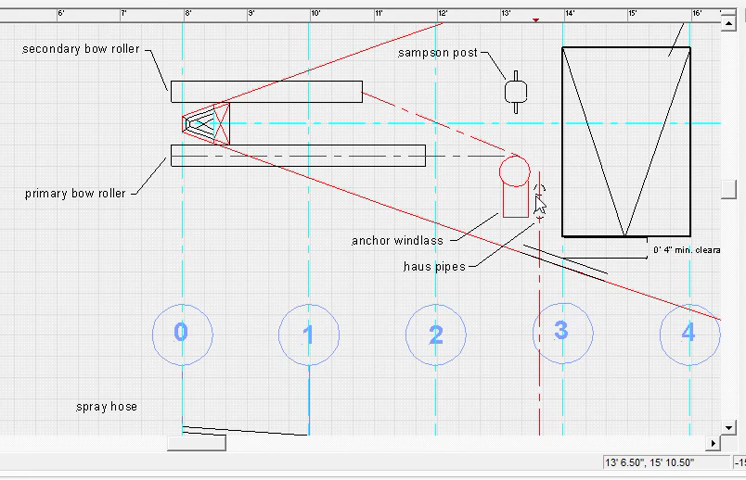 6' 7' 8' 9' 10' 11' 12' 13' 14' 15' 16'
secondary bow roller
sampson post
primary bow roller
anchor windlass
0' 4" min. cleara
haus pipes
0 1 2 3 4
spray hose
13' 6.50", 15' 10.50"
-15